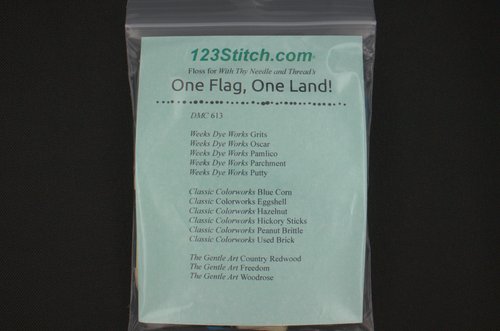 123Stitch.com
Floss for With Thy Needle and Thread's
One Flag, One Land!
DMC 613
Weeks Dye Works Grits
Weeks Dye Works Oscar
Weeks Dye Works Pamlico
Weeks Dye Works Parchment
Weeks Dye Works Putty
Classic Colorworks Blue Corn
Classic Colorworks Eggshell
Classic Colorworks Hazelnut
Classic Colorworks Hickory Sticks
Classic Colorworks Peanut Brittle
Classic Colorworks Used Brick
The Gentle Art Country Redwood
The Gentle Art Freedom
The Gentle Art Woodrose